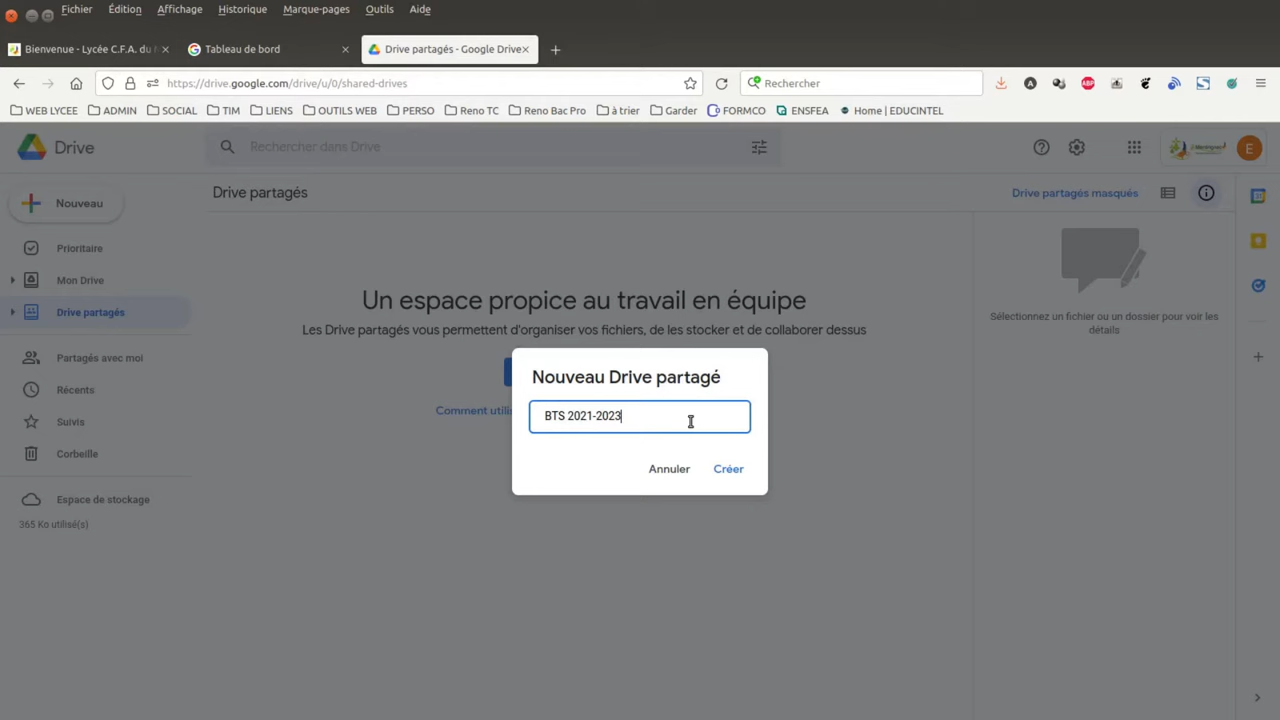 Fichier Édition Affichage Historique Marque-pages Outils Aide
Bienvenue - Lycée C.F.A. du
Tableau de bord
Drive partagés - Google Drive
https://drive.google.com/drive/u/0/shared-drives
Rechercher
WEB LYCEE ADMIN SOCIAL TIM LIENS OUTILS WEB PERSO Reno TC Reno Bac Pro à trier Garder FORMCO ENSFEA Home | EDUCINTEL
Drive
Rechercher dans Drive
E
Nouveau
Drive partagés
Drive partagés masqués
Prioritaire
Mon Drive
Drive partagés
Partagés avec moi
Récents
Suivis
Corbeille
Espace de stockage
365 Ko utilisé(s)
Un espace propice au travail en équipe
Les Drive partagés vous permettent d'organiser vos fichiers, de les stocker et de collaborer dessus
Comment utilis
Nouveau Drive partagé
BTS 2021-2023
Annuler Créer
Sélectionnez un fichier ou un dossier pour voir les
détails